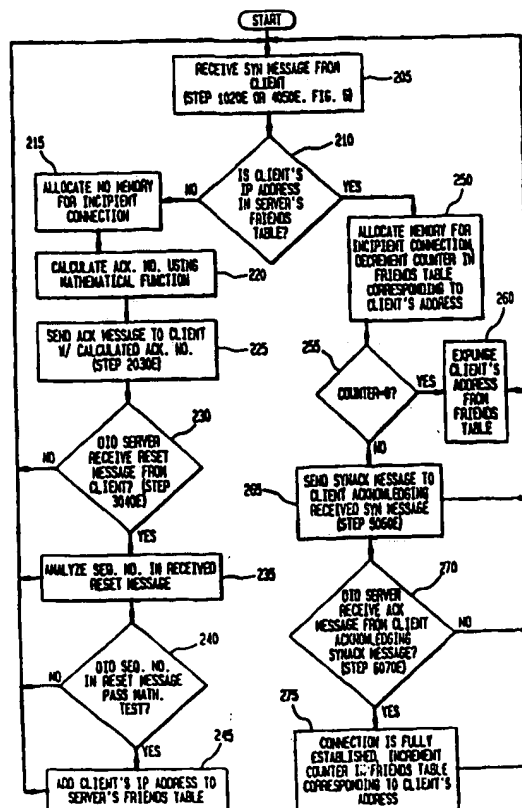 START
RECEIVE SYN MESSAGE FROM
CLIENT
(STEP 1020E OR 4050E, FIG. 6)
205
210
IS CLIENT'S
IP ADDRESS
IN SERVER'S
FRIENDS
TABLE?
NO
YES
215
ALLOCATE NO MEMORY
FOR INCIPIENT
CONNECTION
CALCULATE ACK. NO. USING
MATHEMATICAL FUNCTION
220
SEND ACK MESSAGE TO CLIENT
W/ CALCULATED ACK. NO.
(STEP 2030E)
225
230
DID SERVER
RECEIVE RESET
MESSAGE FROM
CLIENT? (STEP
3040E)
NO
YES
ANALYZE SEQ. NO. IN RECEIVED
RESET MESSAGE
235
240
DID SEQ. NO.
IN RESET MESSAGE
PASS MATH.
TEST?
NO
YES
245
ADD CLIENT'S IP ADDRESS TO
SERVER'S FRIENDS TABLE
250
ALLOCATE MEMORY FOR
INCIPIENT CONNECTION,
DECREMENT COUNTER IN
FRIENDS TABLE
CORRESPONDING TO
CLIENT'S ADDRESS
255
COUNTER=0?
YES
NO
260
EXPUNGE
CLIENT'S
ADDRESS
FROM
FRIENDS
TABLE
265
SEND SYNACK MESSAGE TO
CLIENT ACKNOWLEDGING
RECEIVED SYN MESSAGE
(STEP 5060E)
270
DID SERVER
RECEIVE ACK
MESSAGE FROM CLIENT
ACKNOWLEDGING
SYNACK MESSAGE?
(STEP 6070E)
NO
YES
275
CONNECTION IS FULLY
ESTABLISHED, INCREMENT
COUNTER IN FRIENDS TABLE
CORRESPONDING TO CLIENT'S
ADDRESS